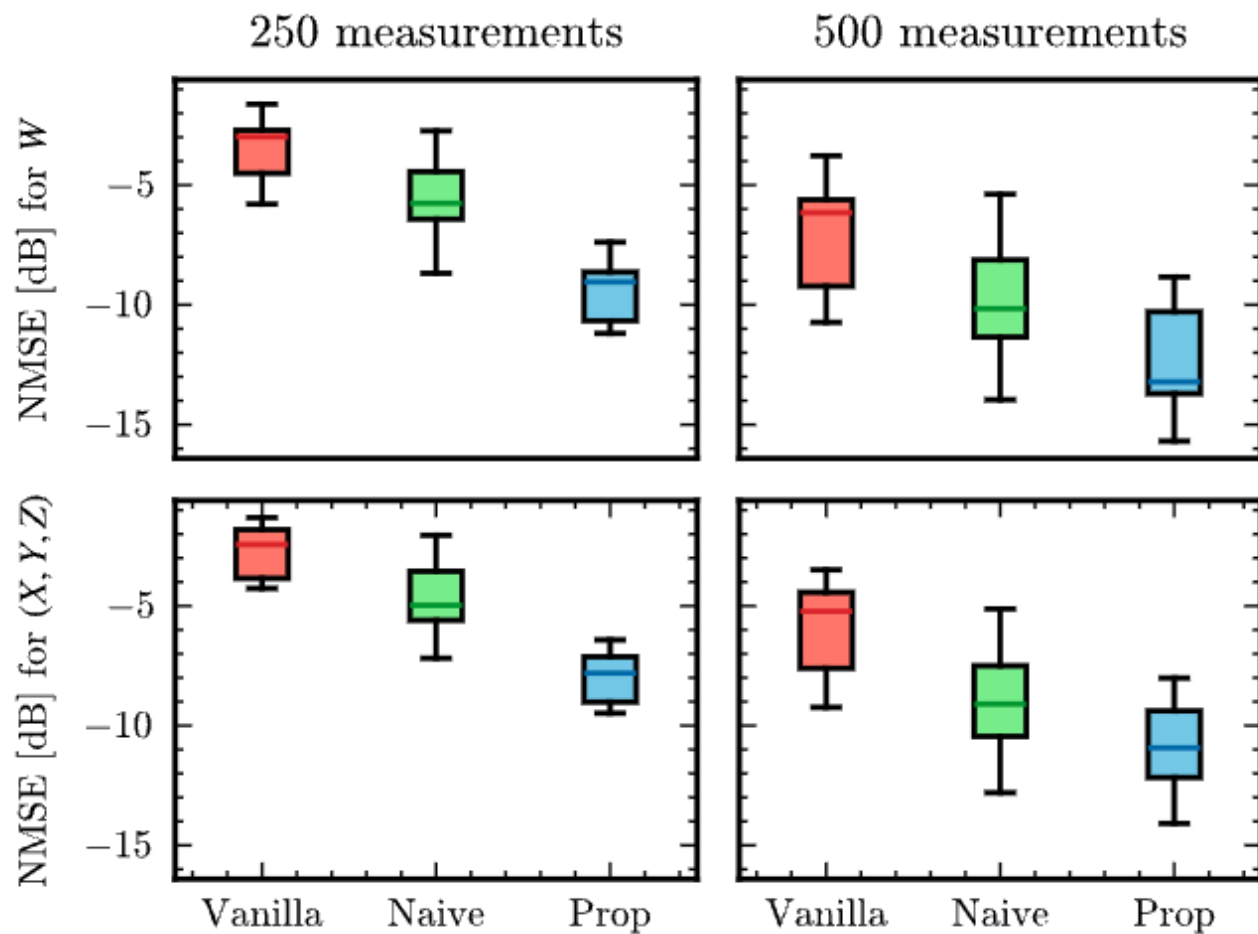 250 measurements
500 measurements
NMSE [dB] for W
−5
−10
−15
NMSE [dB] for (X, Y, Z)
−5
−10
−15
Vanilla
Naive
Prop
Vanilla
Naive
Prop